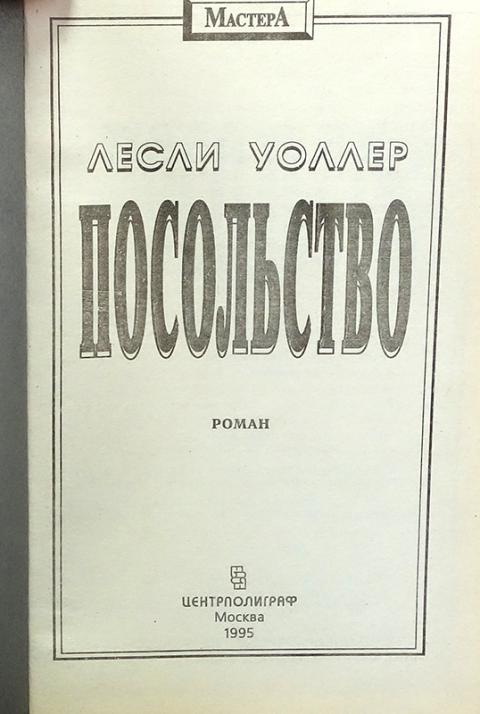 МАСТЕРА
ЛЕСЛИ УОЛЛЕР
ПОСОЛЬСТВО
РОМАН
ЦЕНТРПОЛИГРАФ
Москва
1995